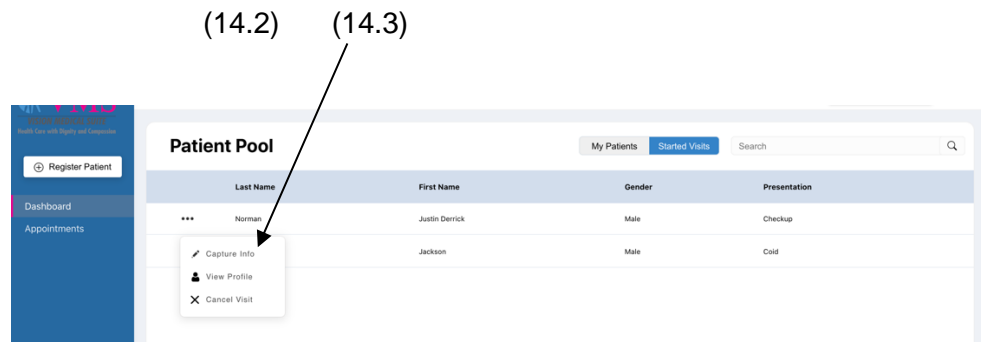 (14.2) (14.3)
Health Care with Dignity and Compassion
Register Patient
Dashboard
Appointments
Patient Pool
My Patients Started Visits Search
Last Name First Name Gender Presentation
Norman Justin Derrick Male Checkup
Jackson Male Cold
Capture Info
View Profile
Cancel Visit